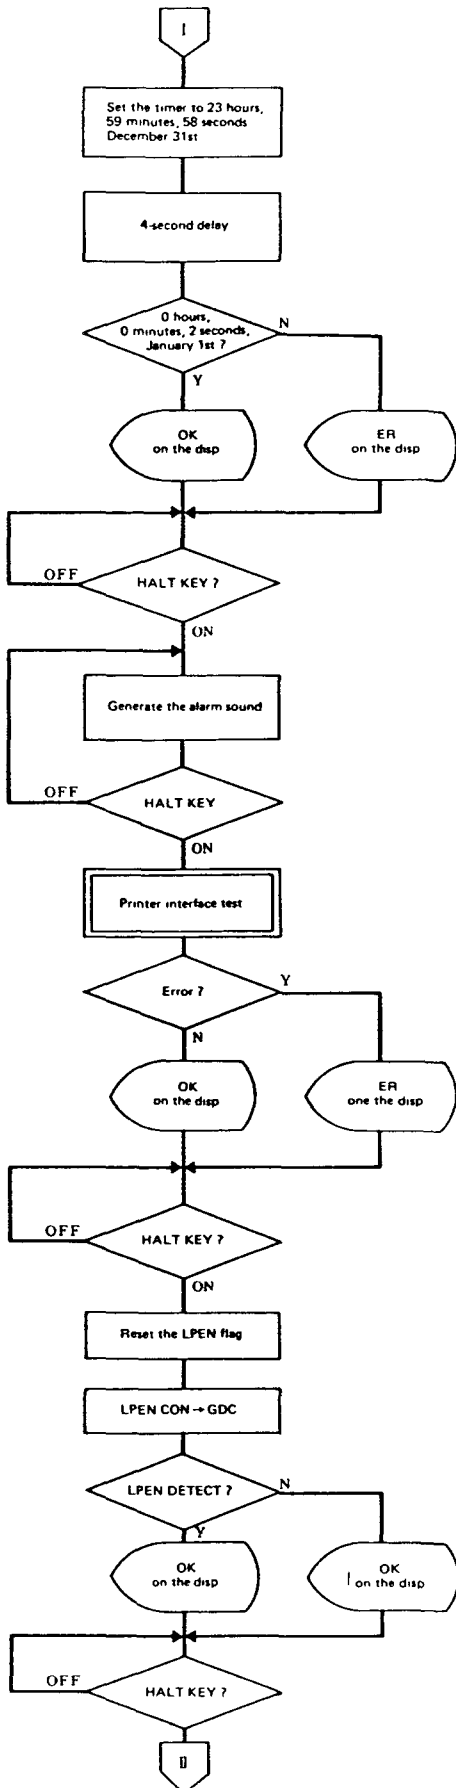 I
Set the timer to 23 hours,
59 minutes, 58 seconds
December 31st
4-second delay
0 hours,
0 minutes, 2 seconds,
January 1st ?
N
Y
OK
on the disp
ER
on the disp
OFF
HALT KEY ?
ON
Generate the alarm sound
OFF
HALT KEY
ON
Printer interface test
Error ?
Y
N
OK
on the disp
ER
one the disp
OFF
HALT KEY ?
ON
Reset the LPEN flag
LPEN CON → GDC
LPEN DETECT ?
N
Y
OK
on the disp
OK
on the disp
OFF
HALT KEY ?